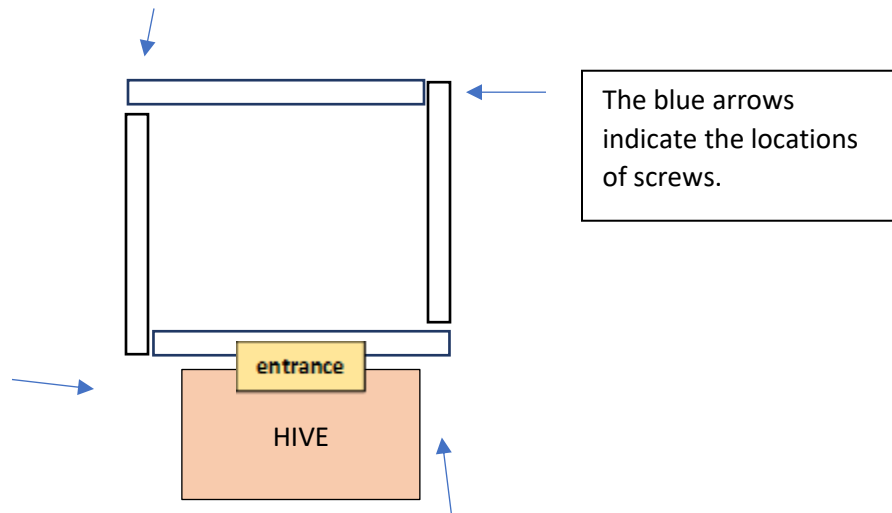 The blue arrows
indicate the locations
of screws.
entrance
HIVE